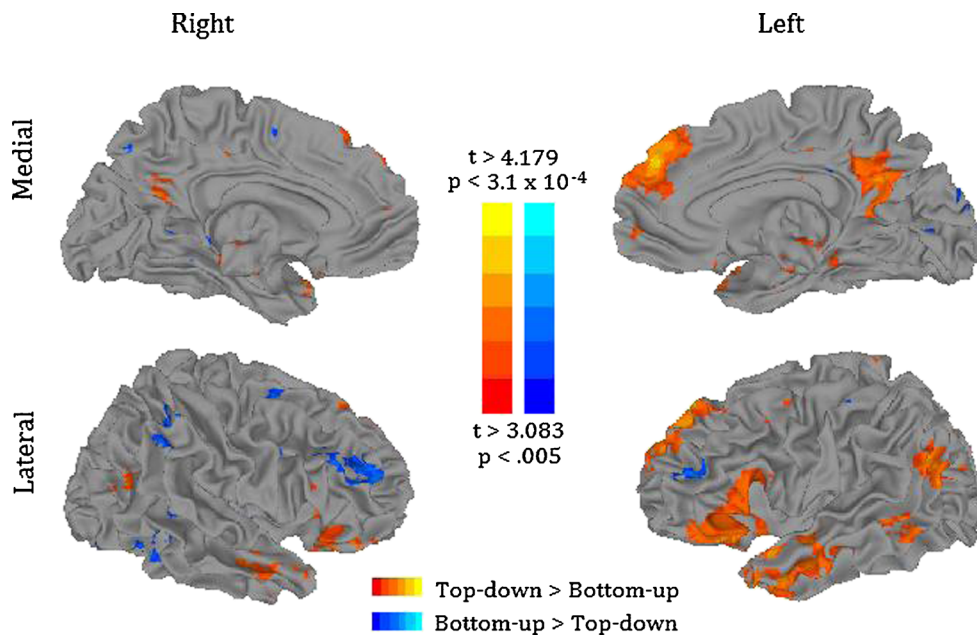 Right
Left
Medial
t > 4.179
p < 3.1 x 10-4
t > 3.083
p < .005
Lateral
Top-down > Bottom-up
Bottom-up > Top-down